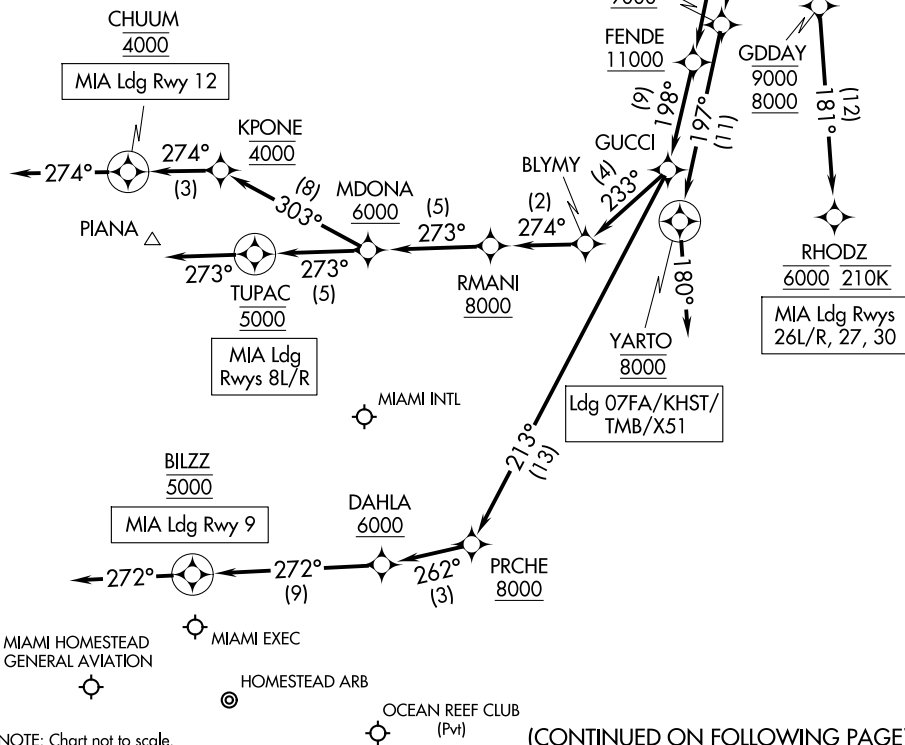 CHUUM
4000
MIA Ldg Rwy 12
FENDE
11000
GDDAY
9000
8000
(9)
198°
197°
(11)
181°
(12)
KPONE
4000
274°
274°
(3)
(8)
303°
MDONA
6000
(5)
273°
BLYMY
(2)
274°
GUCCI
(4)
233°
PIANA
273°
TUPAC
5000
273°
(5)
MIA Ldg
Rwys 8L/R
RMANI
8000
180°
YARTO
8000
Ldg 07FA/KHST/
TMB/X51
RHODZ
6000 210K
MIA Ldg Rwys
26L/R, 27, 30
MIAMI INTL
213°
(13)
BILZZ
5000
MIA Ldg Rwy 9
DAHLA
6000
272°
272°
(9)
262°
(3)
PRCHE
8000
MIAMI EXEC
MIAMI HOMESTEAD
GENERAL AVIATION
HOMESTEAD ARB
OCEAN REEF CLUB
(Pvt)
NOTE: Chart not to scale.
(CONTINUED ON FOLLOWING PAGE)